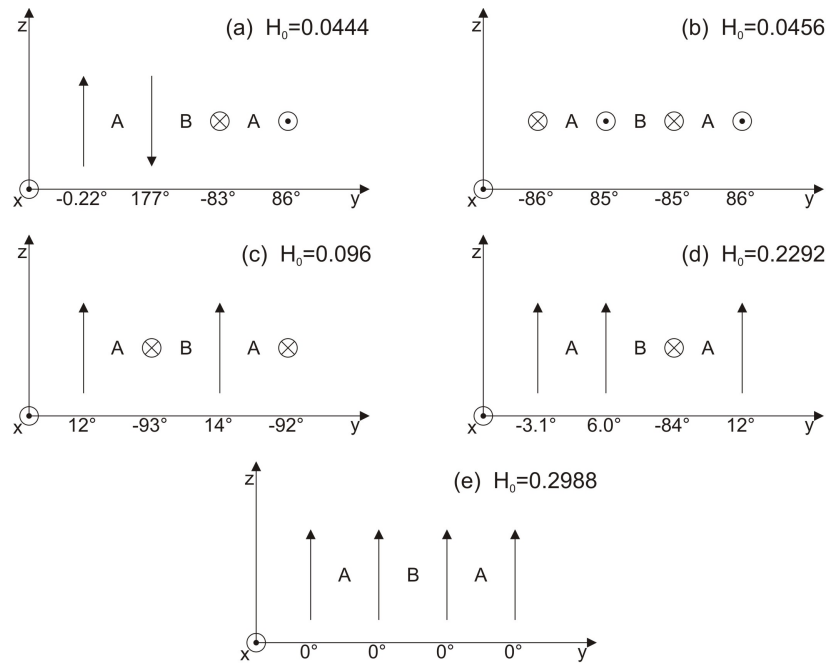 z (a) H₀=0.0444
A B A
x -0.22° 177° -83° 86° y
z (b) H₀=0.0456
A B A
x -86° 85° -85° 86° y
z (c) H₀=0.096
A B A
x 12° -93° 14° -92° y
z (d) H₀=0.2292
A B A
x -3.1° 6.0° -84° 12° y
z (e) H₀=0.2988
A B A
x 0° 0° 0° 0° y